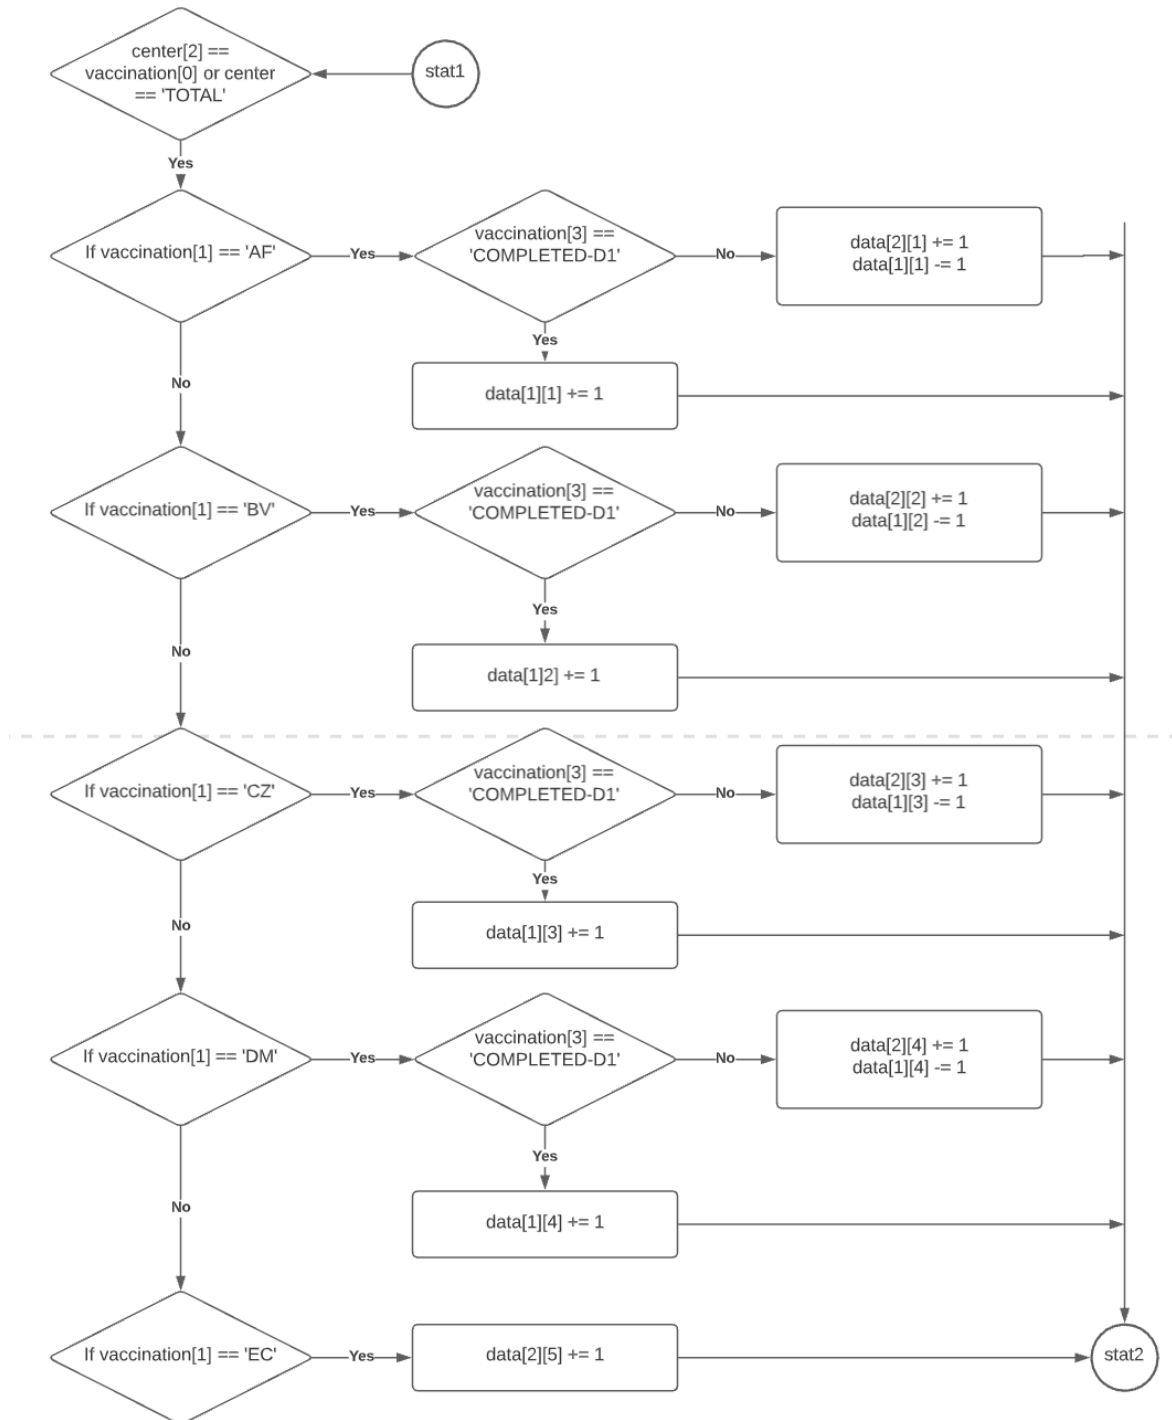 center[2] ==
vaccination[0] or center
== 'TOTAL'
stat1
Yes
If vaccination[1] == 'AF'
Yes
vaccination[3] ==
'COMPLETED-D1'
No
data[2][1] += 1
data[1][1] -= 1
Yes
data[1][1] += 1
No
If vaccination[1] == 'BV'
Yes
vaccination[3] ==
'COMPLETED-D1'
No
data[2][2] += 1
data[1][2] -= 1
Yes
data[1]2] += 1
No
If vaccination[1] == 'CZ'
Yes
vaccination[3] ==
'COMPLETED-D1'
No
data[2][3] += 1
data[1][3] -= 1
Yes
data[1][3] += 1
No
If vaccination[1] == 'DM'
Yes
vaccination[3] ==
'COMPLETED-D1'
No
data[2][4] += 1
data[1][4] -= 1
Yes
data[1][4] += 1
No
If vaccination[1] == 'EC'
Yes
data[2][5] += 1
stat2